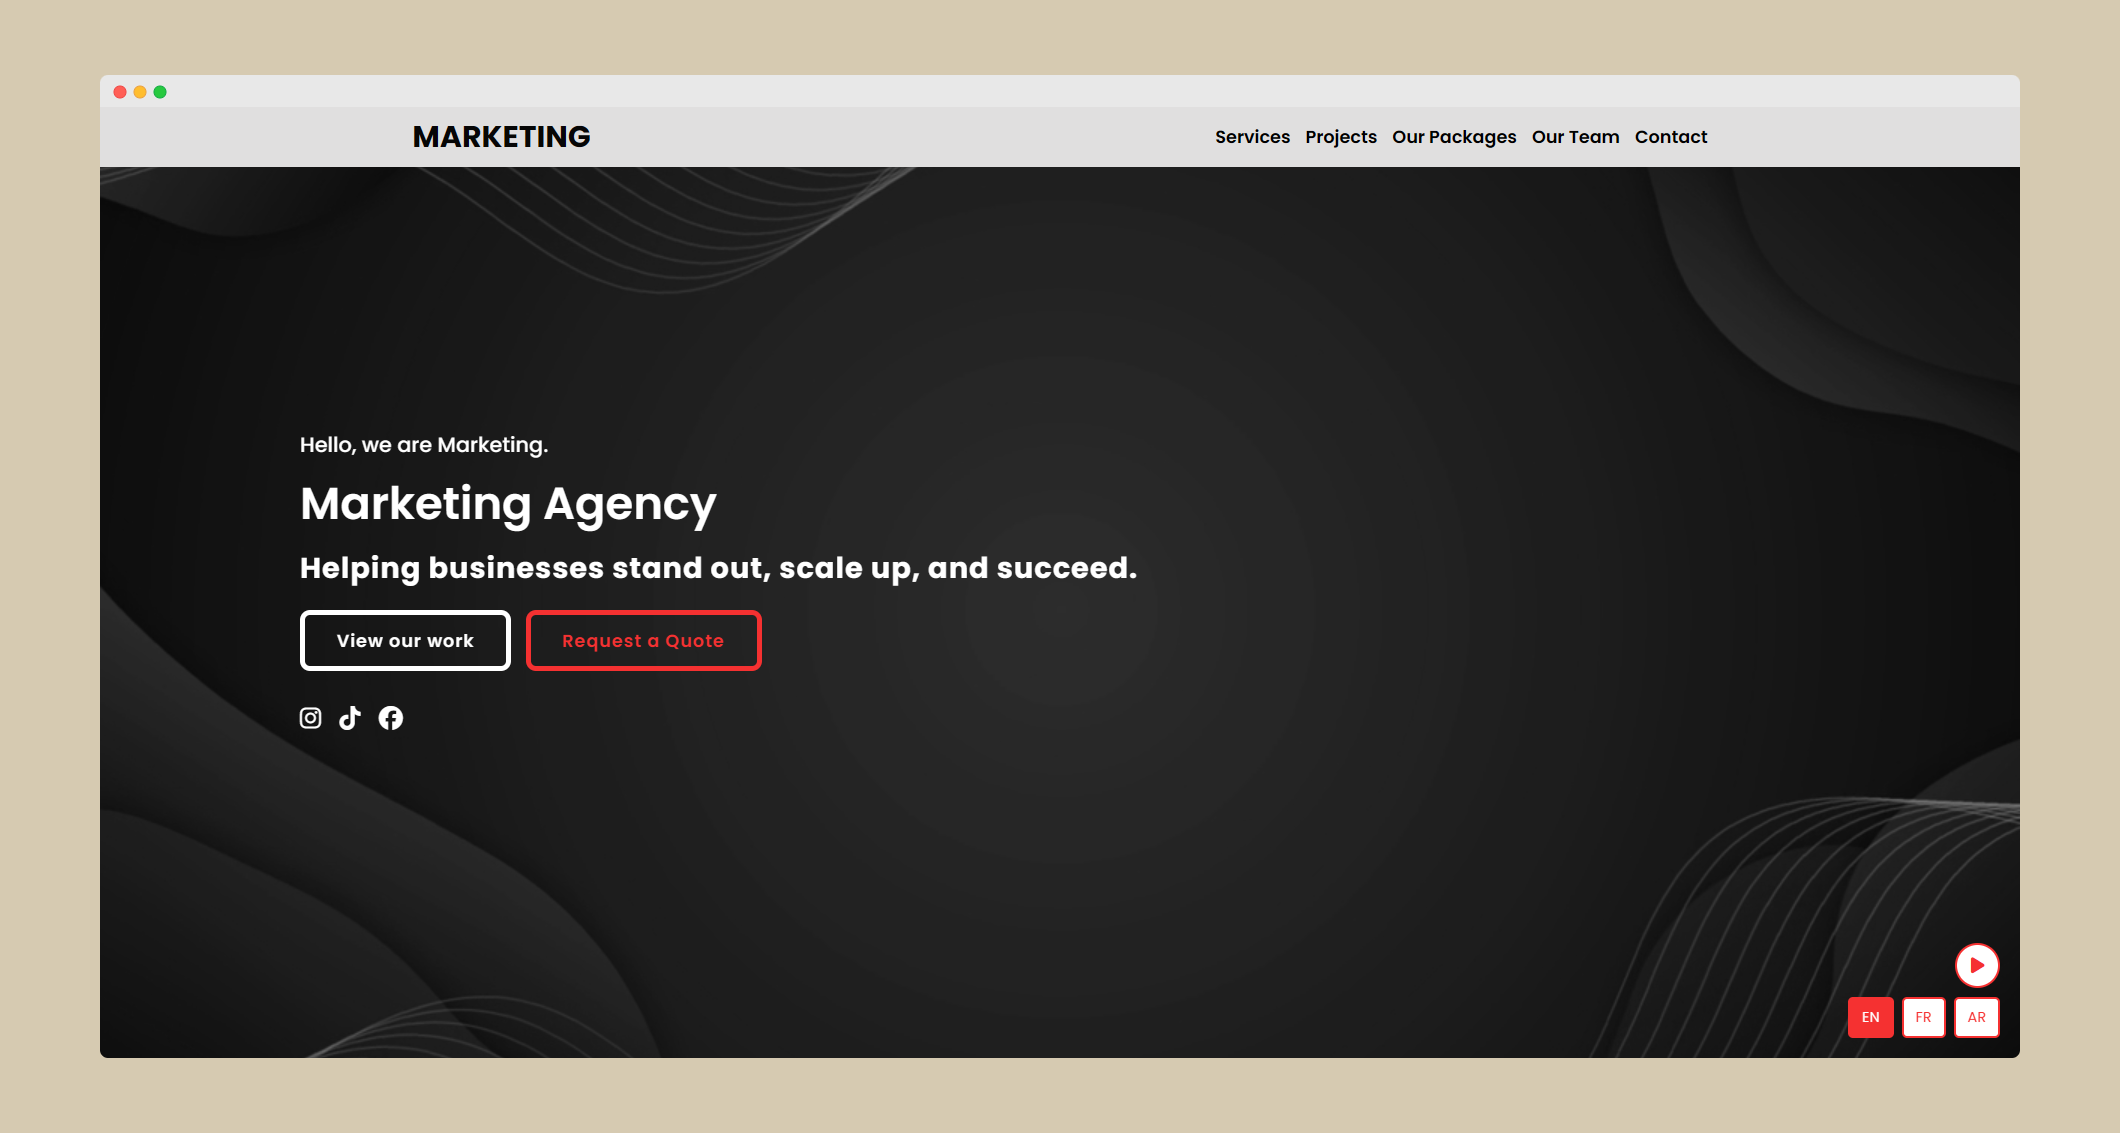 MARKETING
Services Projects Our Packages Our Team Contact
Hello, we are Marketing.
Marketing Agency
Helping businesses stand out, scale up, and succeed.
View our work Request a Quote
EN FR AR